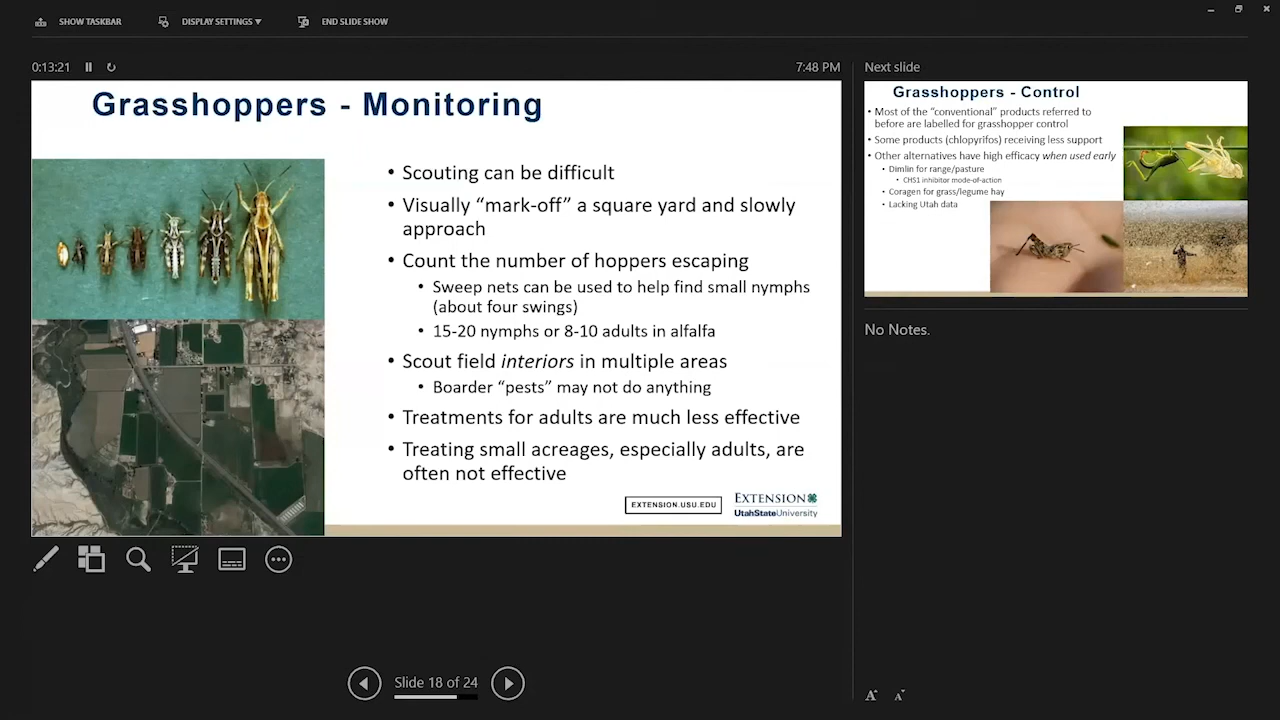 SHOW TASKBAR
DISPLAY SETTINGS ▾
END SLIDE SHOW
0:13:21
7:48 PM
Grasshoppers - Monitoring
• Scouting can be difficult
• Visually “mark-off” a square yard and slowly
approach
• Count the number of hoppers escaping
• Sweep nets can be used to help find small nymphs
(about four swings)
• 15-20 nymphs or 8-10 adults in alfalfa
• Scout field interiors in multiple areas
• Boarder “pests” may not do anything
• Treatments for adults are much less effective
• Treating small acreages, especially adults, are
often not effective
EXTENSION.USU.EDU
EXTENSION
UtahStateUniversity
Slide 18 of 24
Next slide
Grasshoppers - Control
• Most of the “conventional” products referred to
before are labelled for grasshopper control
• Some products (chlopyrifos) receiving less support
• Other alternatives have high efficacy when used early
• Dimlin for range/pasture
• CHS1 inhibitor mode-of-action
• Coragen for grass/legume hay
• Lacking Utah data
No Notes.
A A